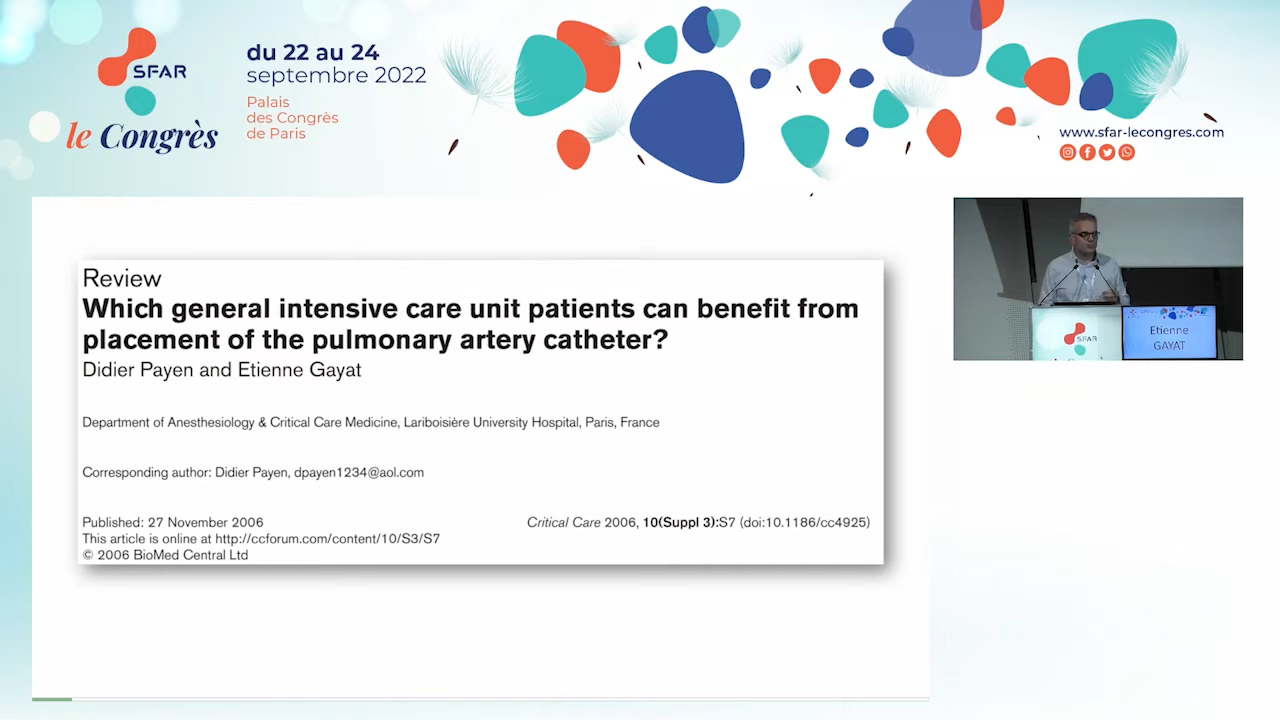 SFAR
le Congrès
du 22 au 24
septembre 2022
Palais
des Congrès
de Paris
www.sfar-lecongres.com
Review
Which general intensive care unit patients can benefit from
placement of the pulmonary artery catheter?
Didier Payen and Etienne Gayat
Department of Anesthesiology & Critical Care Medicine, Lariboisière University Hospital, Paris, France
Corresponding author: Didier Payen, dpayen1234@aol.com
Published: 27 November 2006
Critical Care 2006, 10(Suppl 3):S7 (doi:10.1186/cc4925)
This article is online at http://ccforum.com/content/10/S3/S7
© 2006 BioMed Central Ltd
SFAR
Etienne
GAYAT